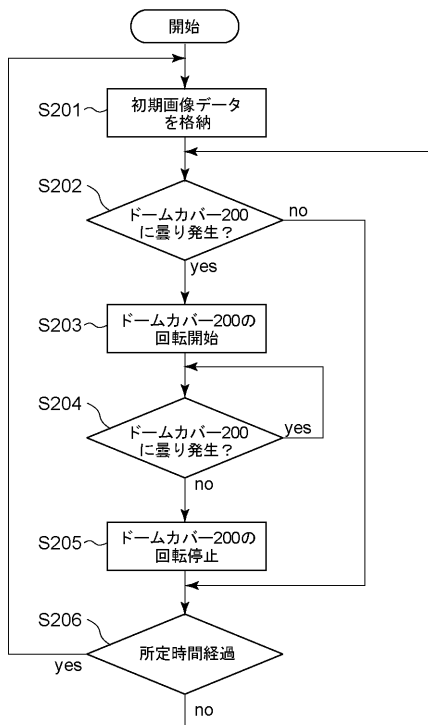 開始
S201
初期画像データ
を格納
S202
ドームカバー200
に曇り発生？
no
yes
S203
ドームカバー200の
回転開始
S204
ドームカバー200
に曇り発生？
yes
no
S205
ドームカバー200の
回転停止
S206
所定時間経過
yes
no